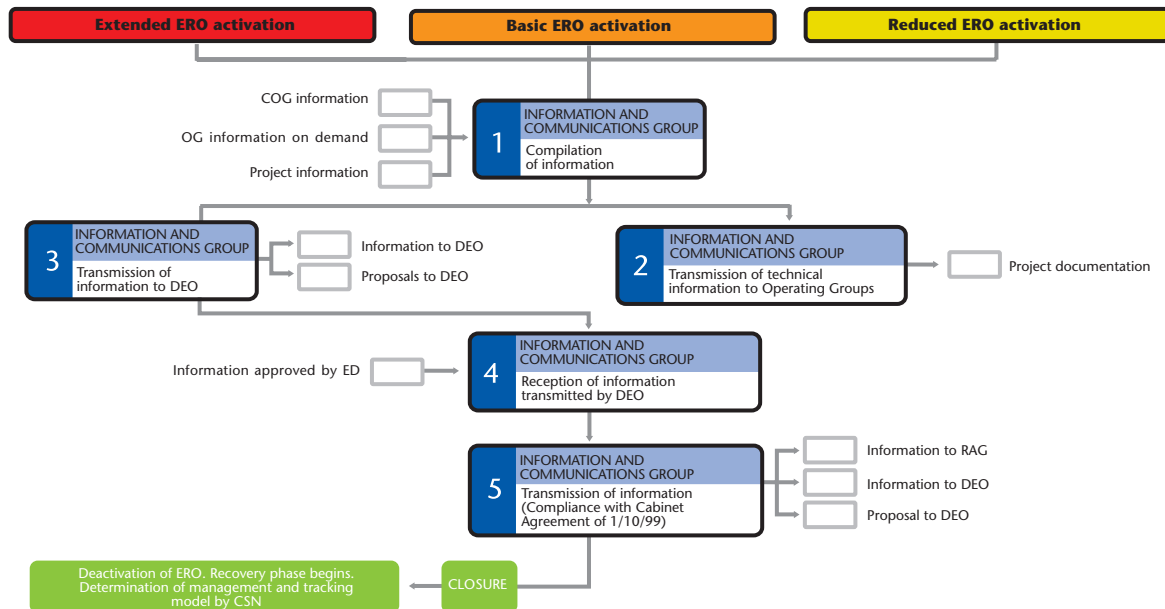 Extended ERO activation
Basic ERO activation
Reduced ERO activation
COG information
OG information on demand
Project information
1
INFORMATION AND
COMMUNICATIONS GROUP
Compilation
of information
3
INFORMATION AND
COMMUNICATIONS GROUP
Transmission of
information to DEO
Information to DEO
Proposals to DEO
2
INFORMATION AND
COMMUNICATIONS GROUP
Transmission of technical
information to Operating Groups
Project documentation
Information approved by ED
4
INFORMATION AND
COMMUNICATIONS GROUP
Reception of information
transmitted by DEO
5
INFORMATION AND
COMMUNICATIONS GROUP
Transmission of information
(Compliance with Cabinet
Agreement of 1/10/99)
Information to RAG
Information to DEO
Proposal to DEO
Deactivation of ERO. Recovery phase begins.
Determination of management and tracking
model by CSN
CLOSURE